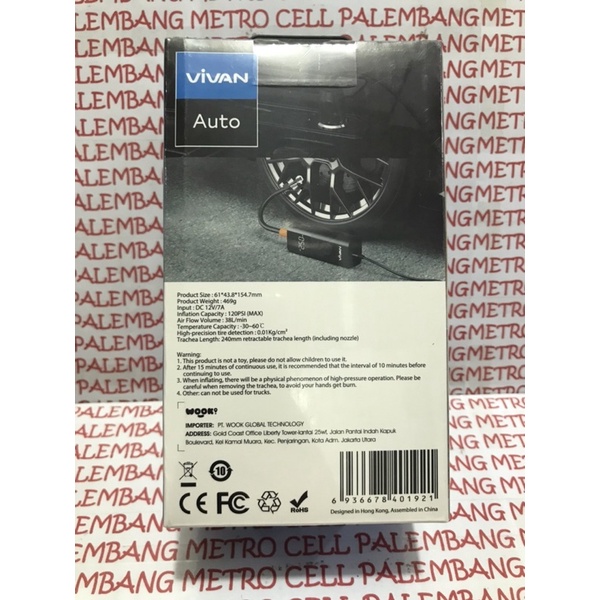 METRO CELL PALEMBANG METRO
ViVAN
Auto
ViVAN
Product Size : 61*43.8*154.7mm
Product Weight : 469g
Input : DC 12V/7A
Inflation Capacity : 120PSI (MAX)
Air Flow Volume : 38L/min
Temperature Capacity : -30~60℃
High-precision tire detection : 0.01Kg/cm²
Trachea Length: 240mm retractable trachea length (including nozzle)
Warning:
1. This product is not a toy, please do not allow children to use it.
2. After 15 minutes of continuous use, it is recommended that the interval of 10 minutes before
continuing to use.
3. When inflating, there will be a physical phenomenon of high-pressure operation. Please be
careful when removing the trachea, to avoid your hands get burn.
4. Other: can not be used for trucks.
WOOK
IMPORTER: PT. WOOK GLOBAL TECHNOLOGY
ADDRESS: Gold Coast Office Liberty Tower-lantai 25wf, Jalan Pantai Indah Kapuk
Boulevard, Kel Kamal Muara, Kec. Penjaringan, Kota Adm. Jakarta Utara
10
CE FC RoHS
6 936678 401921
Designed in Hong Kong, Assembled in China
PALEMBANG METRO CELL PALEMBANG METRO
EMBANG METRO CELL PALEMBANG